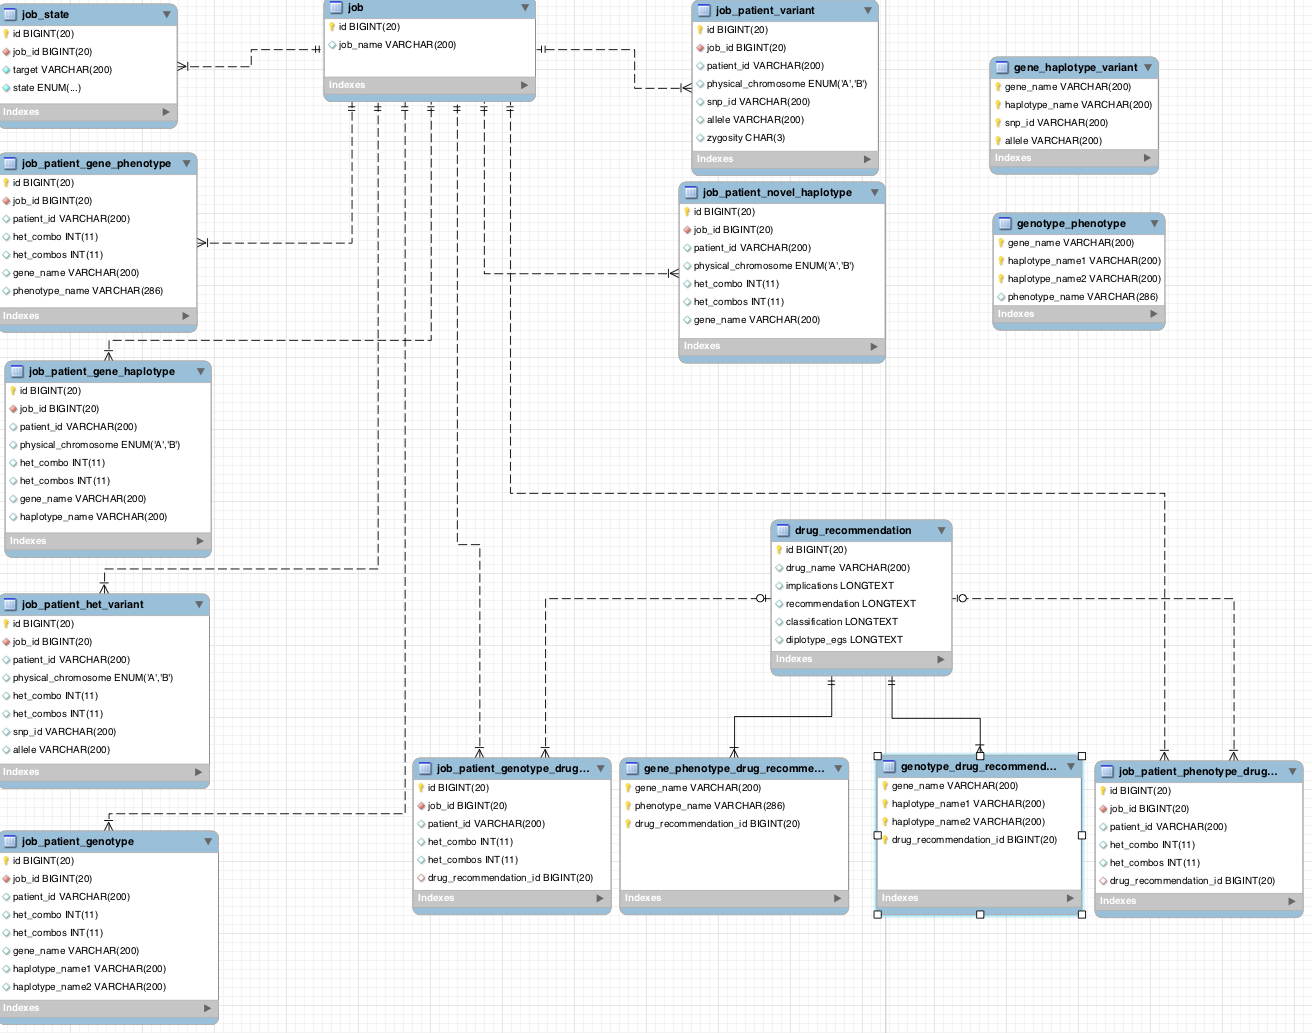 job_state
id BIGINT(20)
job_id BIGINT(20)
target VARCHAR(200)
state ENUM(...)
Indexes
job
id BIGINT(20)
job_name VARCHAR(200)
Indexes
job_patient_variant
id BIGINT(20)
job_id BIGINT(20)
patient_id VARCHAR(200)
physical_chromosome ENUM('A','B')
snp_id VARCHAR(200)
allele VARCHAR(200)
zygosity CHAR(3)
Indexes
gene_haplotype_variant
gene_name VARCHAR(200)
haplotype_name VARCHAR(200)
snp_id VARCHAR(200)
allele VARCHAR(200)
Indexes
job_patient_gene_phenotype
id BIGINT(20)
job_id BIGINT(20)
patient_id VARCHAR(200)
het_combo INT(11)
het_combos INT(11)
gene_name VARCHAR(200)
phenotype_name VARCHAR(286)
Indexes
job_patient_novel_haplotype
id BIGINT(20)
job_id BIGINT(20)
patient_id VARCHAR(200)
physical_chromosome ENUM('A','B')
het_combo INT(11)
het_combos INT(11)
gene_name VARCHAR(200)
Indexes
genotype_phenotype
gene_name VARCHAR(200)
haplotype_name1 VARCHAR(200)
haplotype_name2 VARCHAR(200)
phenotype_name VARCHAR(286)
Indexes
job_patient_gene_haplotype
id BIGINT(20)
job_id BIGINT(20)
patient_id VARCHAR(200)
physical_chromosome ENUM('A','B')
het_combo INT(11)
het_combos INT(11)
gene_name VARCHAR(200)
haplotype_name VARCHAR(200)
Indexes
drug_recommendation
id BIGINT(20)
drug_name VARCHAR(200)
implications LONGTEXT
recommendation LONGTEXT
classification LONGTEXT
diplotype_egs LONGTEXT
Indexes
job_patient_het_variant
id BIGINT(20)
job_id BIGINT(20)
patient_id VARCHAR(200)
physical_chromosome ENUM('A','B')
het_combo INT(11)
het_combos INT(11)
snp_id VARCHAR(200)
allele VARCHAR(200)
Indexes
job_patient_genotype_drug...
id BIGINT(20)
job_id BIGINT(20)
patient_id VARCHAR(200)
het_combo INT(11)
het_combos INT(11)
drug_recommendation_id BIGINT(20)
Indexes
gene_phenotype_drug_recomme...
gene_name VARCHAR(200)
phenotype_name VARCHAR(286)
drug_recommendation_id BIGINT(20)
Indexes
genotype_drug_recommend...
gene_name VARCHAR(200)
haplotype_name1 VARCHAR(200)
haplotype_name2 VARCHAR(200)
drug_recommendation_id BIGINT(20)
Indexes
job_patient_phenotype_drug...
id BIGINT(20)
job_id BIGINT(20)
patient_id VARCHAR(200)
het_combo INT(11)
het_combos INT(11)
drug_recommendation_id BIGINT(20)
Indexes
job_patient_genotype
id BIGINT(20)
job_id BIGINT(20)
patient_id VARCHAR(200)
het_combo INT(11)
het_combos INT(11)
gene_name VARCHAR(200)
haplotype_name1 VARCHAR(200)
haplotype_name2 VARCHAR(200)
Indexes